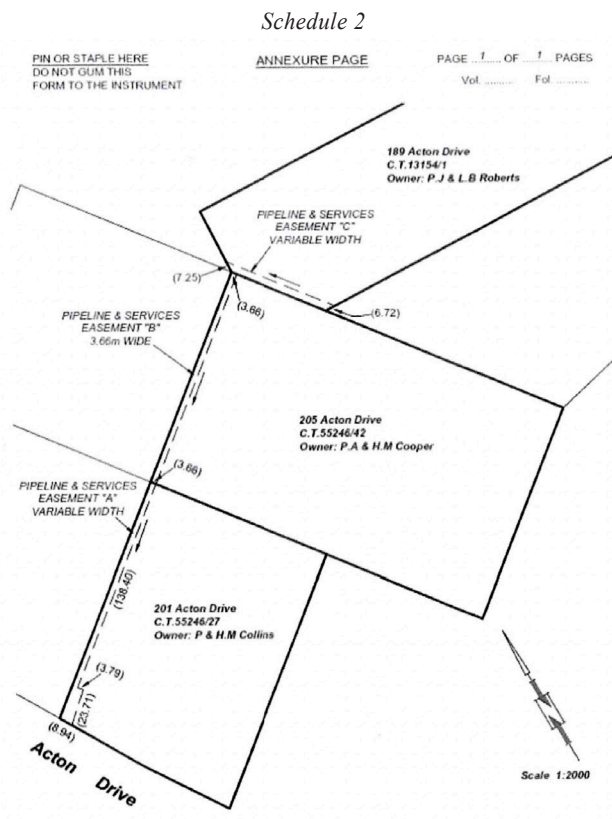 Schedule 2
PIN OR STAPLE HERE
DO NOT GUM THIS
FORM TO THE INSTRUMENT
ANNEXURE PAGE
PAGE ..1...... OF ...1... PAGES
Vol. .......... Fol. ............
189 Acton Drive
C.T.13154/1
Owner: P.J & L.B Roberts
PIPELINE & SERVICES
EASEMENT "C"
VARIABLE WIDTH
(7.25)
(3.66)
(6.72)
PIPELINE & SERVICES
EASEMENT "B"
3.66m WIDE
205 Acton Drive
C.T.55246/42
Owner: P.A & H.M Cooper
(3.66)
PIPELINE & SERVICES
EASEMENT "A"
VARIABLE WIDTH
(138.40)
201 Acton Drive
C.T.55246/27
Owner: P & H.M Collins
(3.79)
(23.71)
(8.94)
Acton Drive
Scale 1:2000